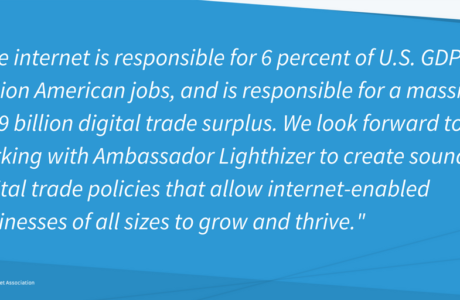 e internet is responsible for 6 percent of U.S. GDP
ion American jobs, and is responsible for a massi
9 billion digital trade surplus. We look forward to
king with Ambassador Lighthizer to create sound
ital trade policies that allow internet-enabled
inesses of all sizes to grow and thrive."
et Association